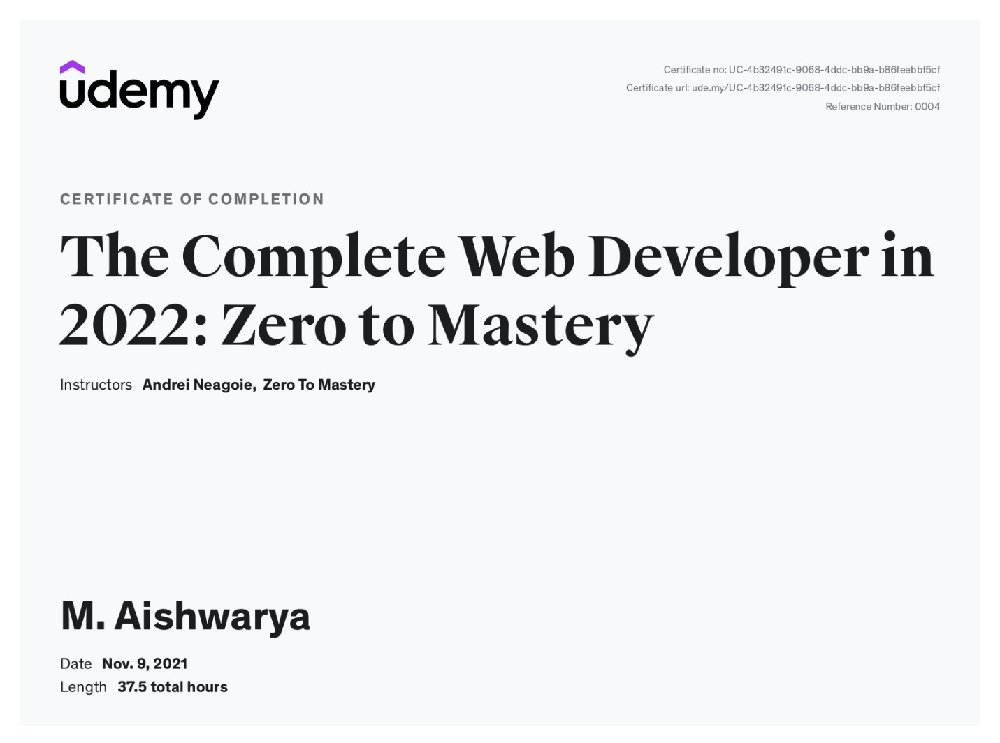 udemy
Certificate no: UC-4b32491c-9068-4ddc-bb9a-b86feebbf5cf
Certificate url: ude.my/UC-4b32491c-9068-4ddc-bb9a-b86feebbf5cf
Reference Number: 0004
CERTIFICATE OF COMPLETION
The Complete Web Developer in
2022: Zero to Mastery
Instructors Andrei Neagoie, Zero To Mastery
M. Aishwarya
Date Nov. 9, 2021
Length 37.5 total hours